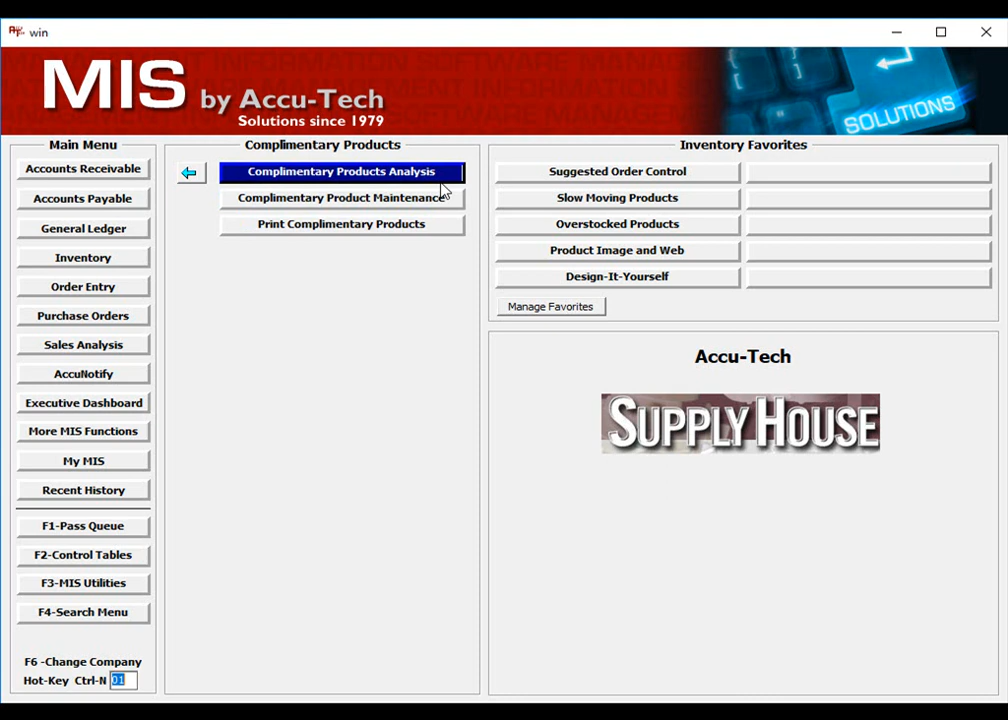 win
MIS by Accu-Tech
Solutions since 1979
SOLUTIONS
Main Menu
Accounts Receivable
Accounts Payable
General Ledger
Inventory
Order Entry
Purchase Orders
Sales Analysis
AccuNotify
Executive Dashboard
More MIS Functions
My MIS
Recent History
F1-Pass Queue
F2-Control Tables
F3-MIS Utilities
F4-Search Menu
F6 -Change Company
Hot-Key Ctrl-N 01
Complimentary Products
Complimentary Products Analysis
Complimentary Product Maintenance
Print Complimentary Products
Inventory Favorites
Suggested Order Control
Slow Moving Products
Overstocked Products
Product Image and Web
Design-It-Yourself
Manage Favorites
Accu-Tech
SUPPLY HOUSE